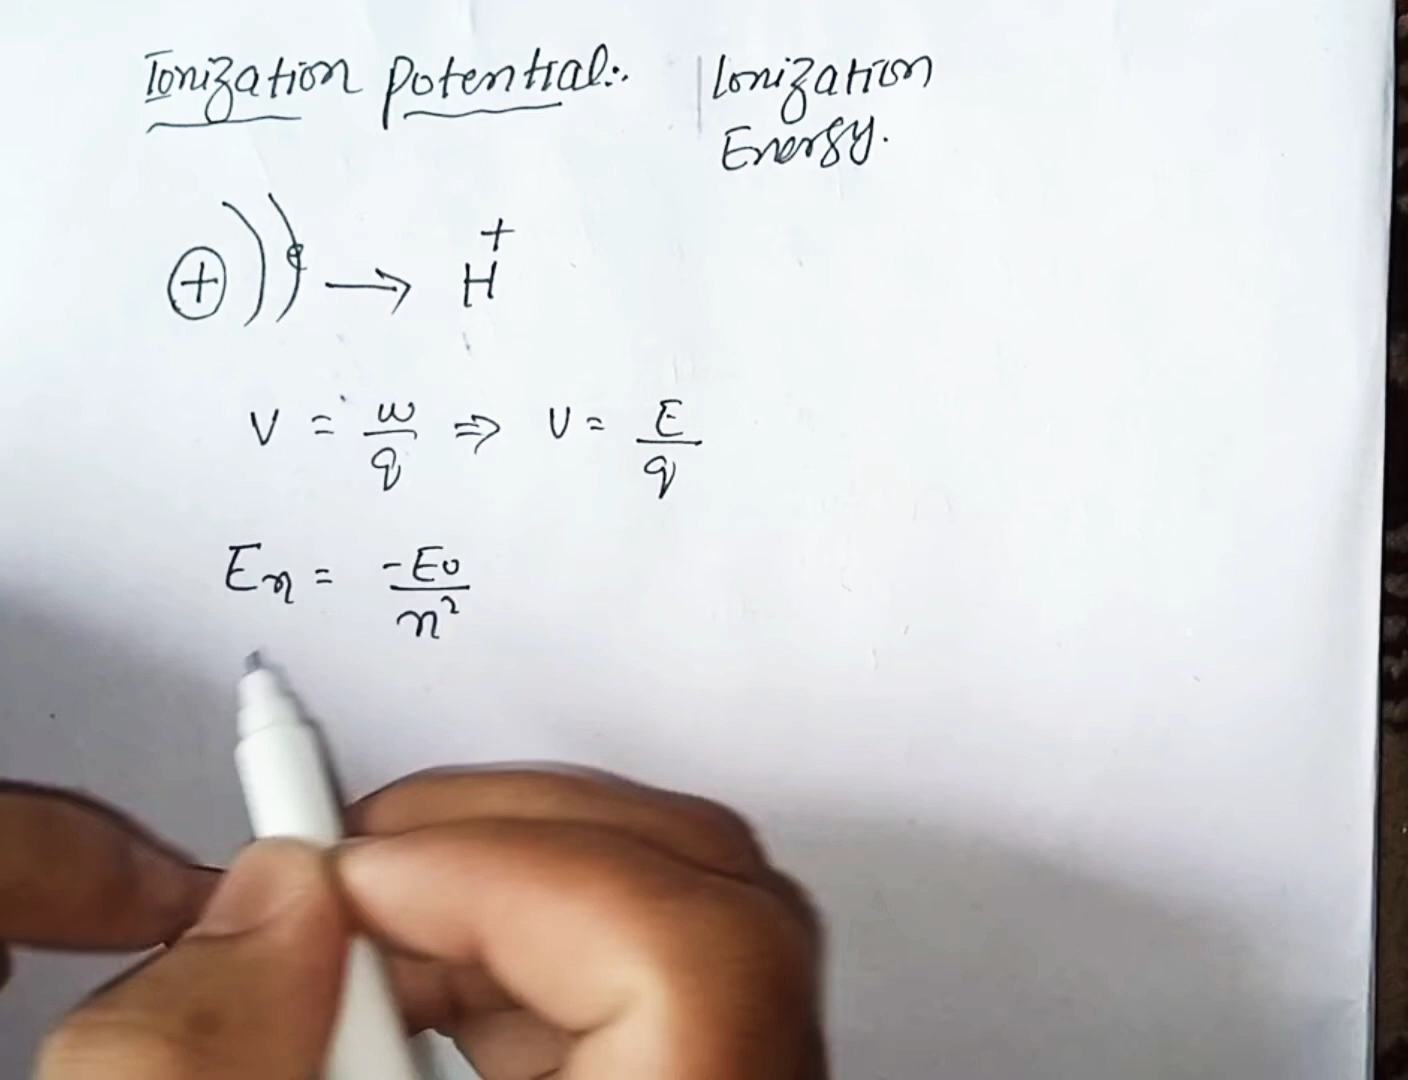 Ionization Potential:.
Ionization
Energy.
+ e → H⁺
V = w/q ⇒ V = E/q
En = -E0/n²